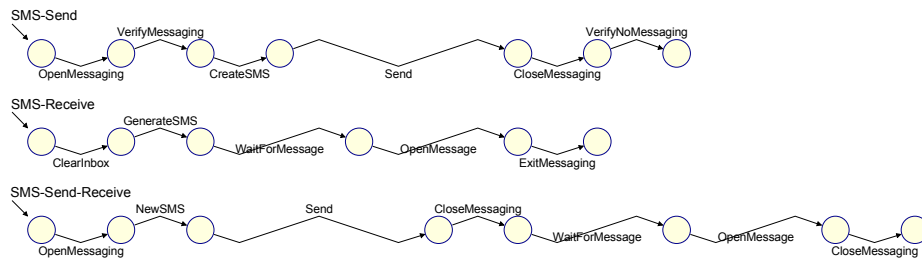 SMS-Send
VerifyMessaging VerifyNoMessaging
OpenMessaging CreateSMS Send CloseMessaging
SMS-Receive
GenerateSMS
ClearInbox WaitForMessage OpenMessage ExitMessaging
SMS-Send-Receive
NewSMS Send CloseMessaging
OpenMessaging WaitForMessage OpenMessage CloseMessaging